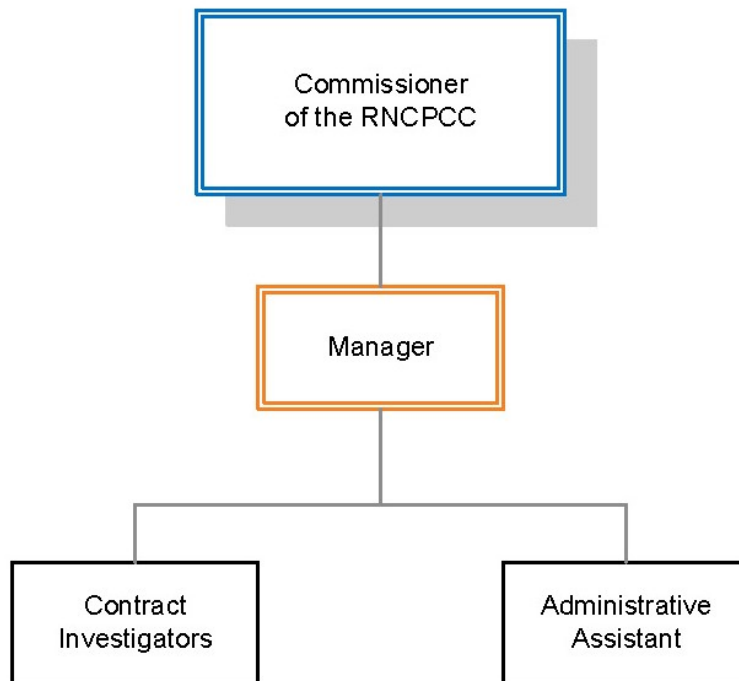 Commissioner
of the RNCPCC
Manager
Contract
Investigators
Administrative
Assistant